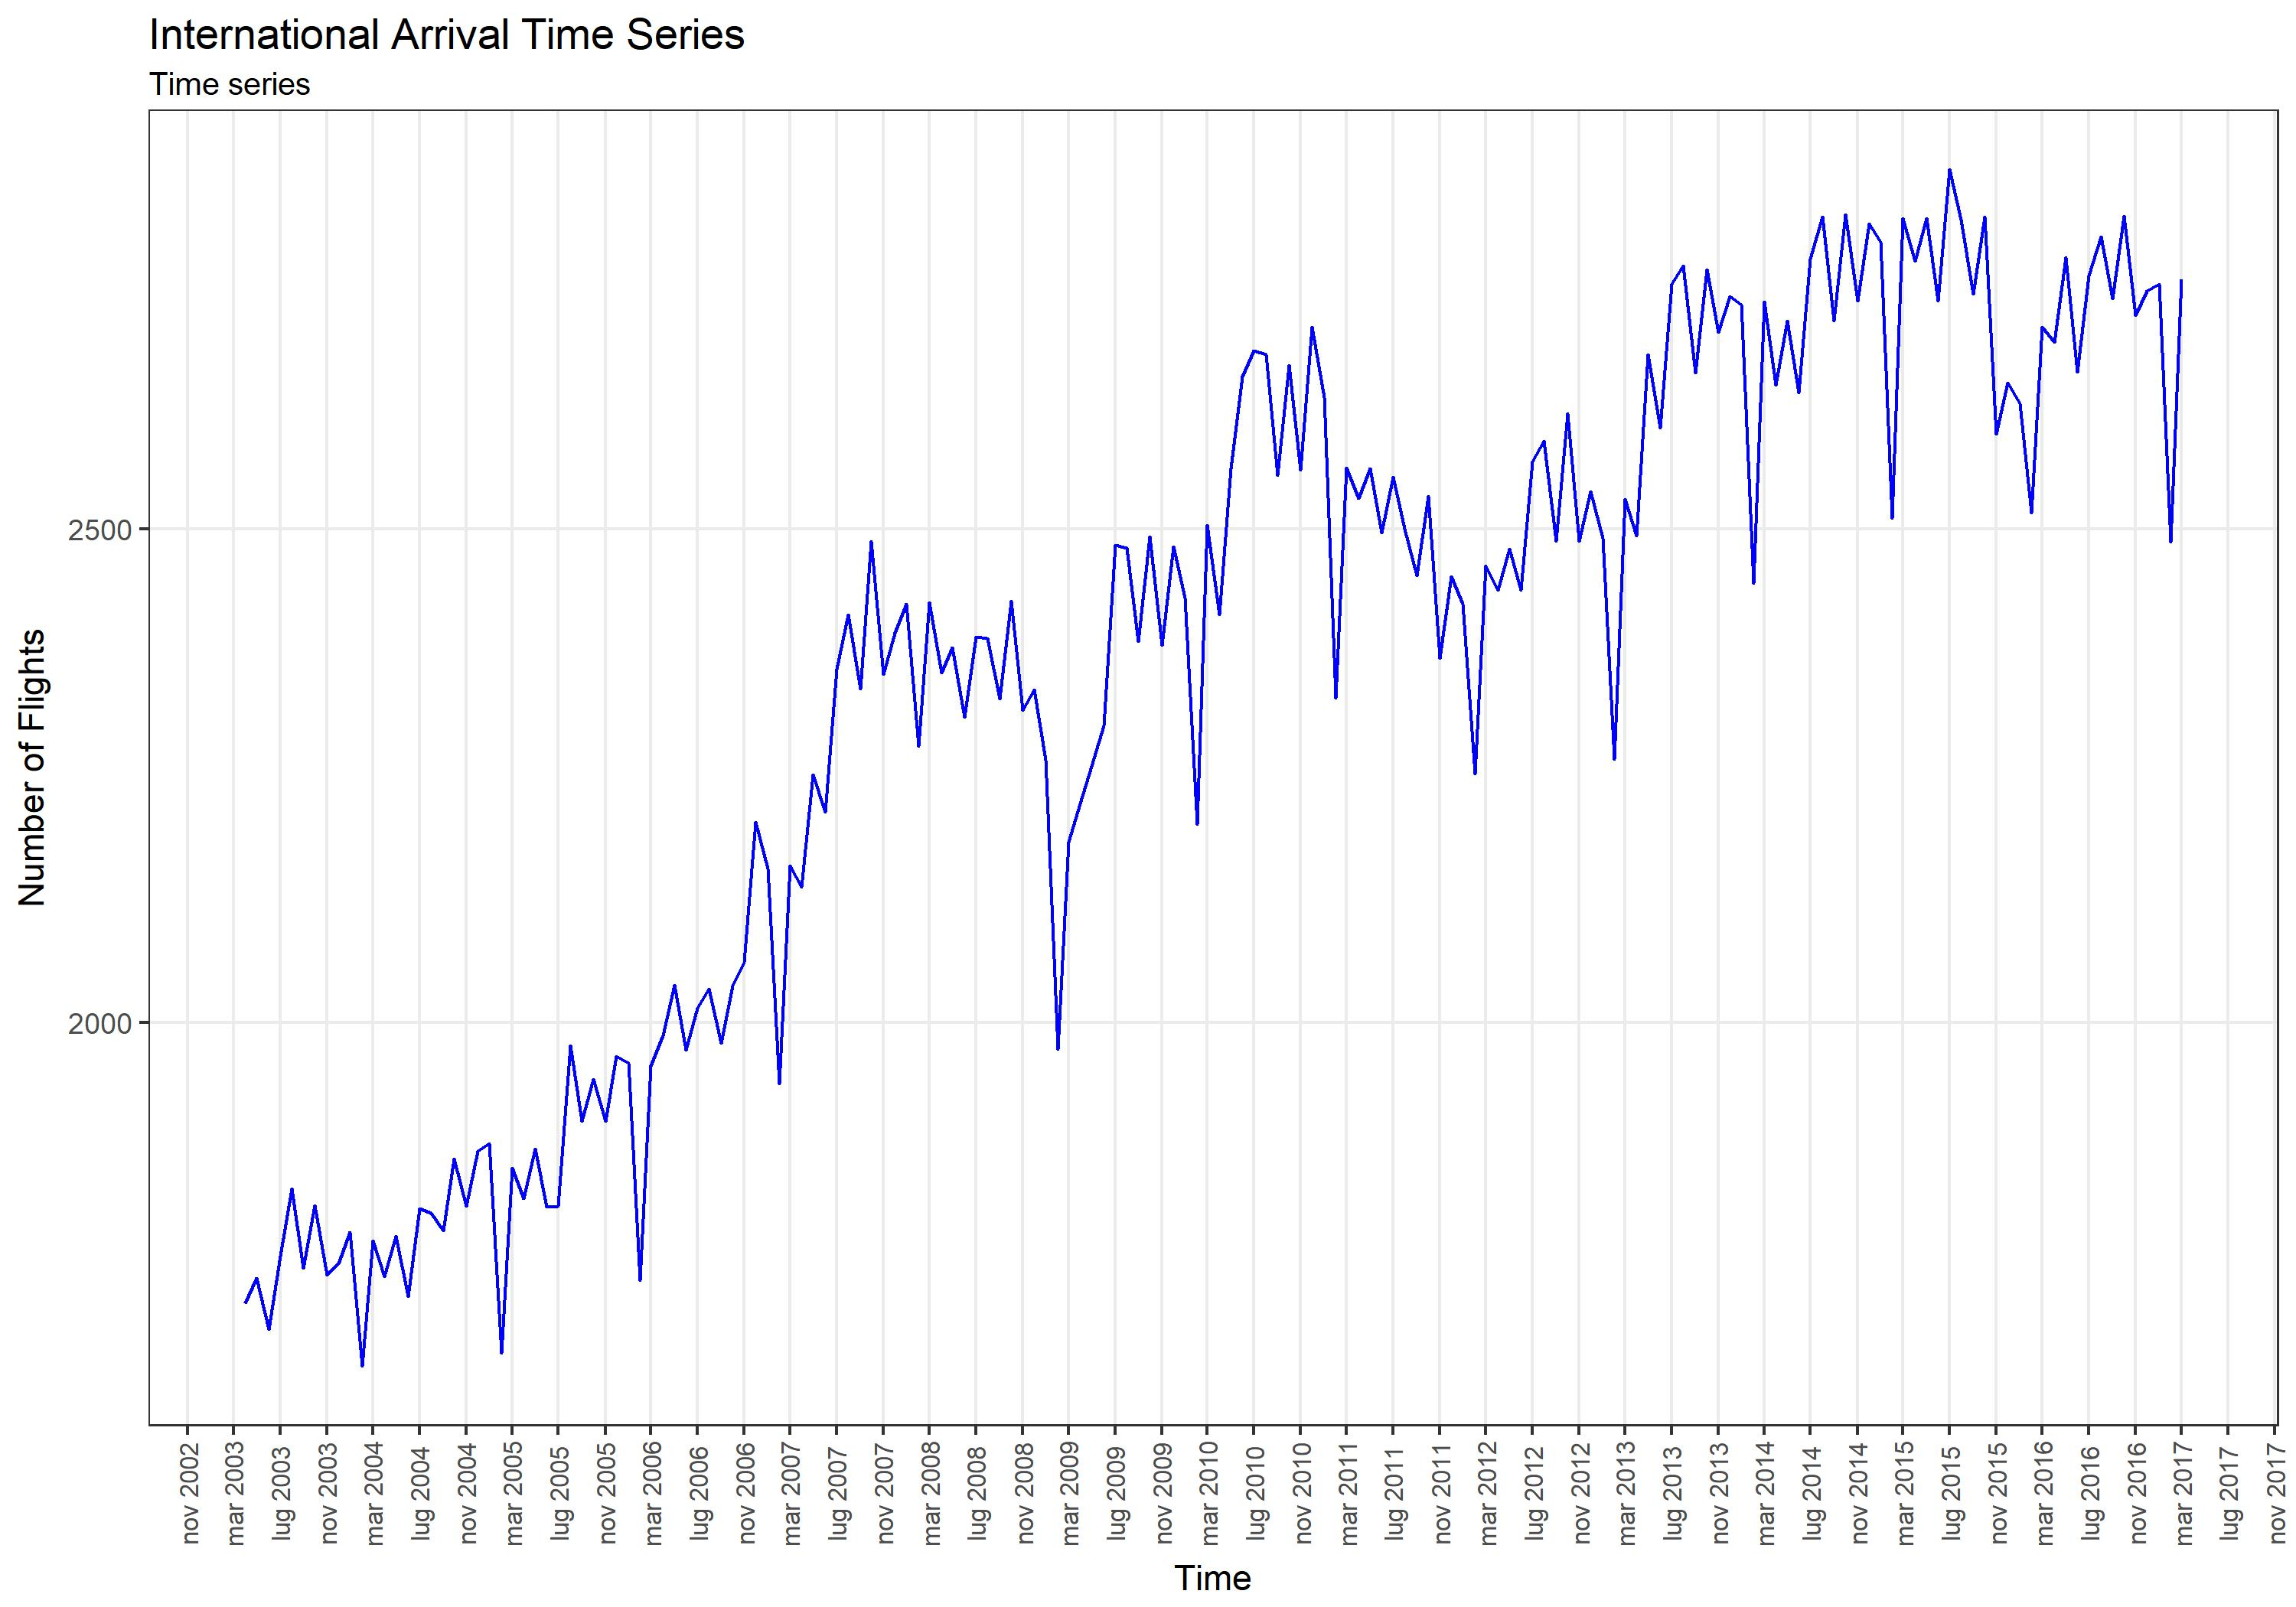 International Arrival Time Series
Time series
Number of Flights
2500
2000
nov 2002
mar 2003
lug 2003
nov 2003
mar 2004
lug 2004
nov 2004
mar 2005
lug 2005
nov 2005
mar 2006
lug 2006
nov 2006
mar 2007
lug 2007
nov 2007
mar 2008
lug 2008
nov 2008
mar 2009
lug 2009
nov 2009
mar 2010
lug 2010
nov 2010
mar 2011
lug 2011
nov 2011
mar 2012
lug 2012
nov 2012
mar 2013
lug 2013
nov 2013
mar 2014
lug 2014
nov 2014
mar 2015
lug 2015
nov 2015
mar 2016
lug 2016
nov 2016
mar 2017
lug 2017
nov 2017
Time